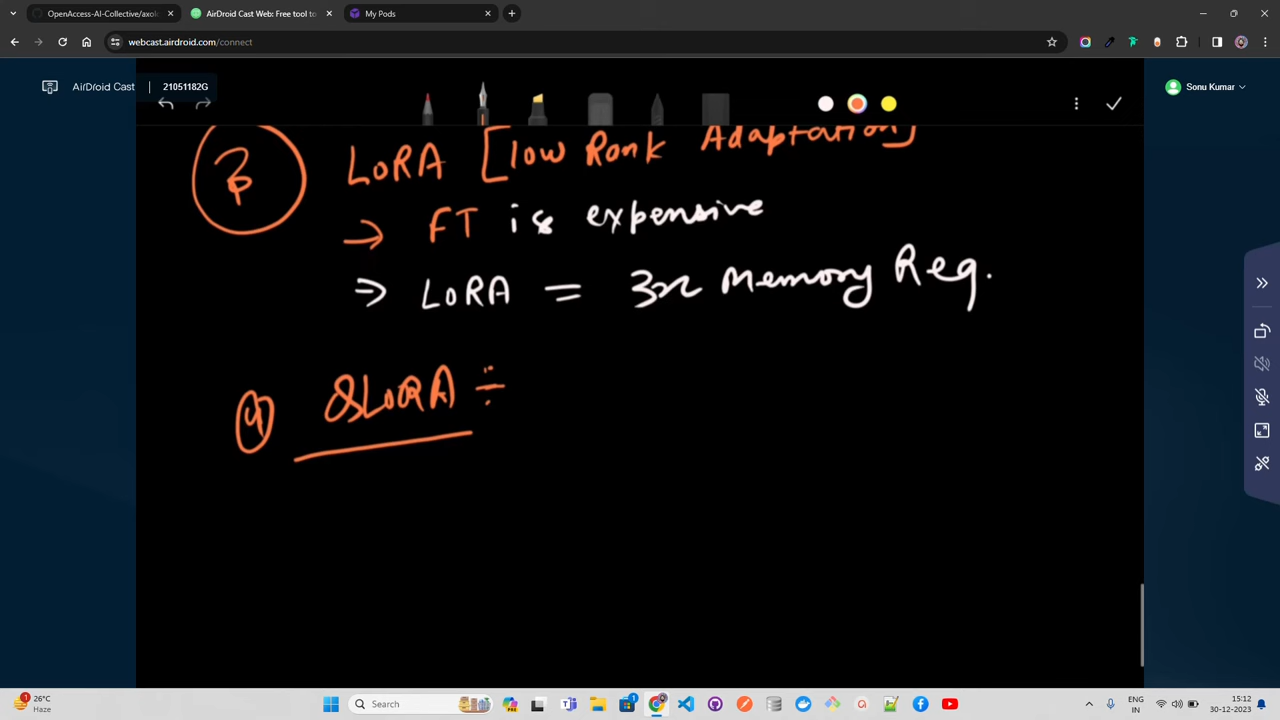 OpenAccess-AI-Collective/axolo
AirDroid Cast Web: Free tool to
My Pods
webcast.airdroid.com/connect
AirDroid Cast
21051182G
Sonu Kumar
3
LoRA [low Rank Adaptation]
→ FT is expensive
⇒ LoRA = 3x Memory Req.
④ QLoRA ÷
1
26°C
Haze
Search
ENG
IN
15:12
30-12-2023